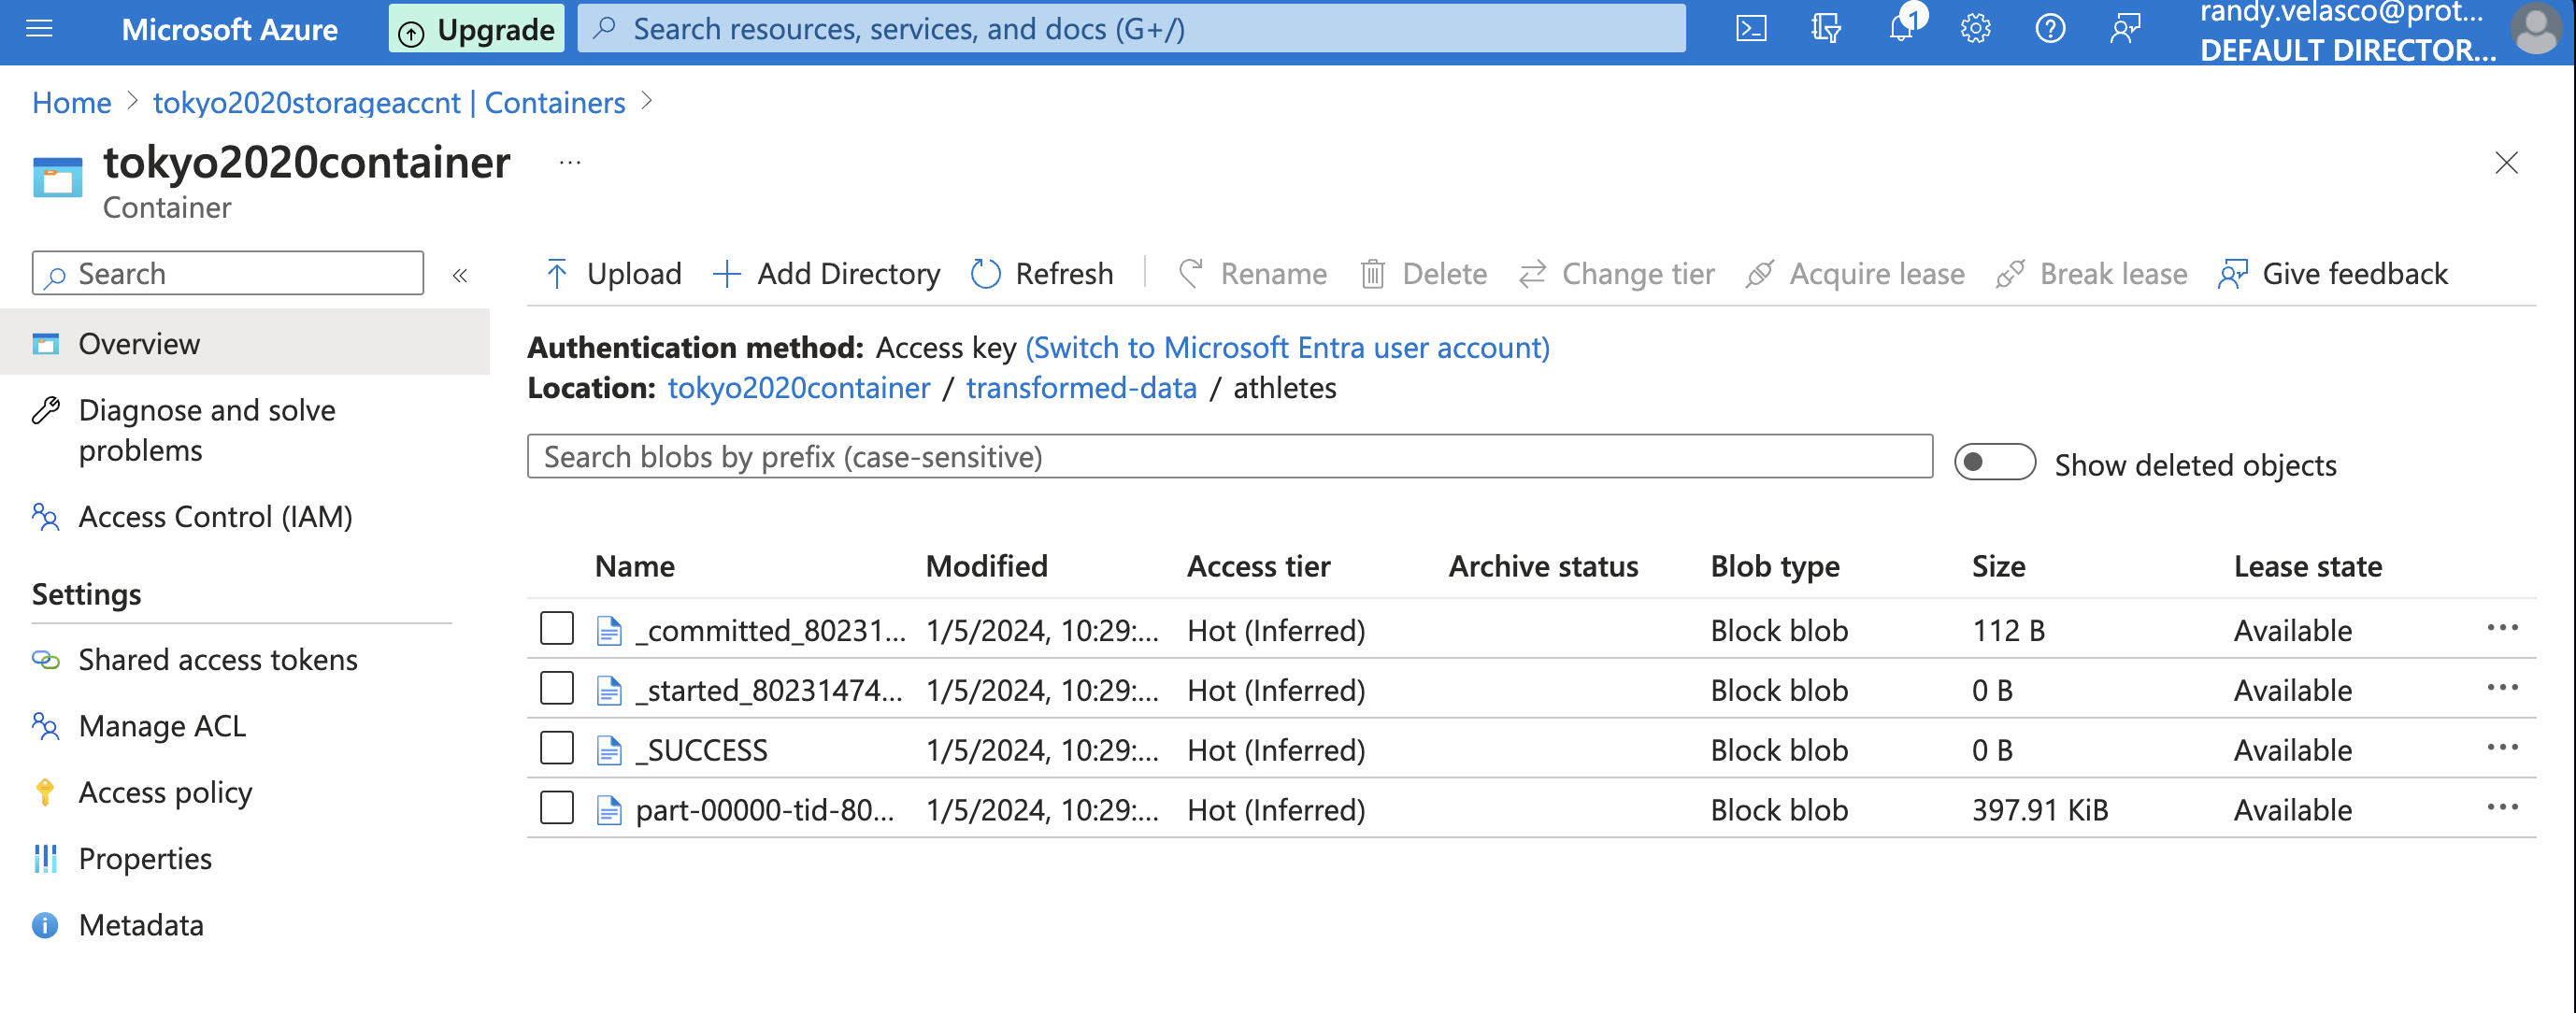 Microsoft Azure
Upgrade
Search resources, services, and docs (G+/)
1
randy.velasco@prot...
DEFAULT DIRECTOR...
Home > tokyo2020storageaccnt | Containers >
tokyo2020container ...
Container
Search «
Overview
Diagnose and solve
problems
Access Control (IAM)
Settings
Shared access tokens
Manage ACL
Access policy
Properties
Metadata
Upload Add Directory Refresh Rename Delete Change tier Acquire lease Break lease Give feedback
Authentication method: Access key (Switch to Microsoft Entra user account)
Location: tokyo2020container / transformed-data / athletes
Search blobs by prefix (case-sensitive)
Show deleted objects
Name Modified Access tier Archive status Blob type Size Lease state
_committed_80231... 1/5/2024, 10:29:... Hot (Inferred) Block blob 112 B Available ...
_started_80231474... 1/5/2024, 10:29:... Hot (Inferred) Block blob 0 B Available ...
_SUCCESS 1/5/2024, 10:29:... Hot (Inferred) Block blob 0 B Available ...
part-00000-tid-80... 1/5/2024, 10:29:... Hot (Inferred) Block blob 397.91 KiB Available ...